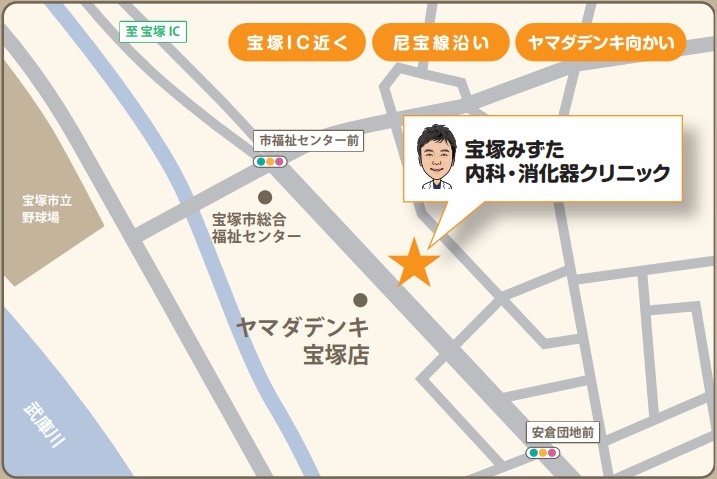 至 宝塚 IC
宝塚IC近く
尼宝線沿い
ヤマダデンキ向かい
市福祉センター前
宝塚みずた
内科・消化器クリニック
宝塚市立
野球場
宝塚市総合
福祉センター
ヤマダデンキ
宝塚店
武庫川
安倉団地前